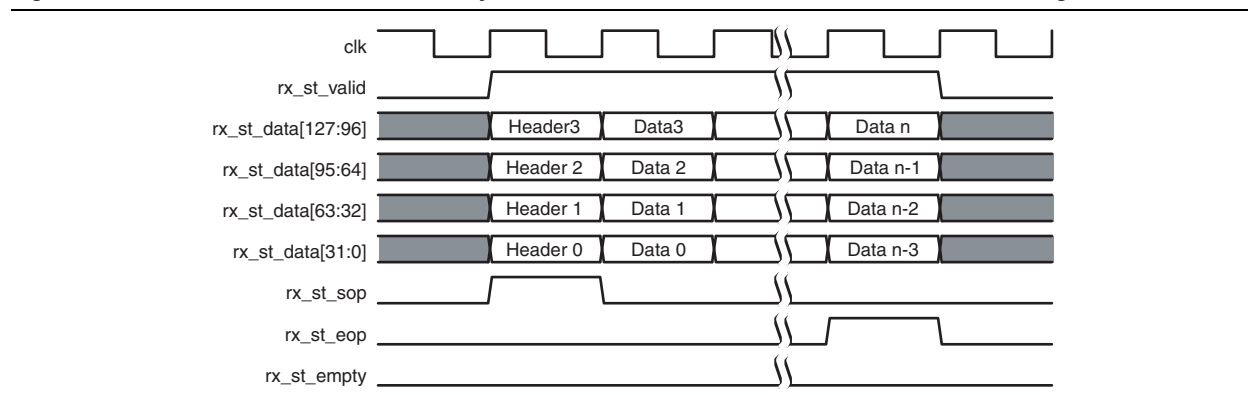 clk
rx_st_valid
rx_st_data[127:96] Header3 Data3 Data n
rx_st_data[95:64] Header 2 Data 2 Data n-1
rx_st_data[63:32] Header 1 Data 1 Data n-2
rx_st_data[31:0] Header 0 Data 0 Data n-3
rx_st_sop
rx_st_eop
rx_st_empty